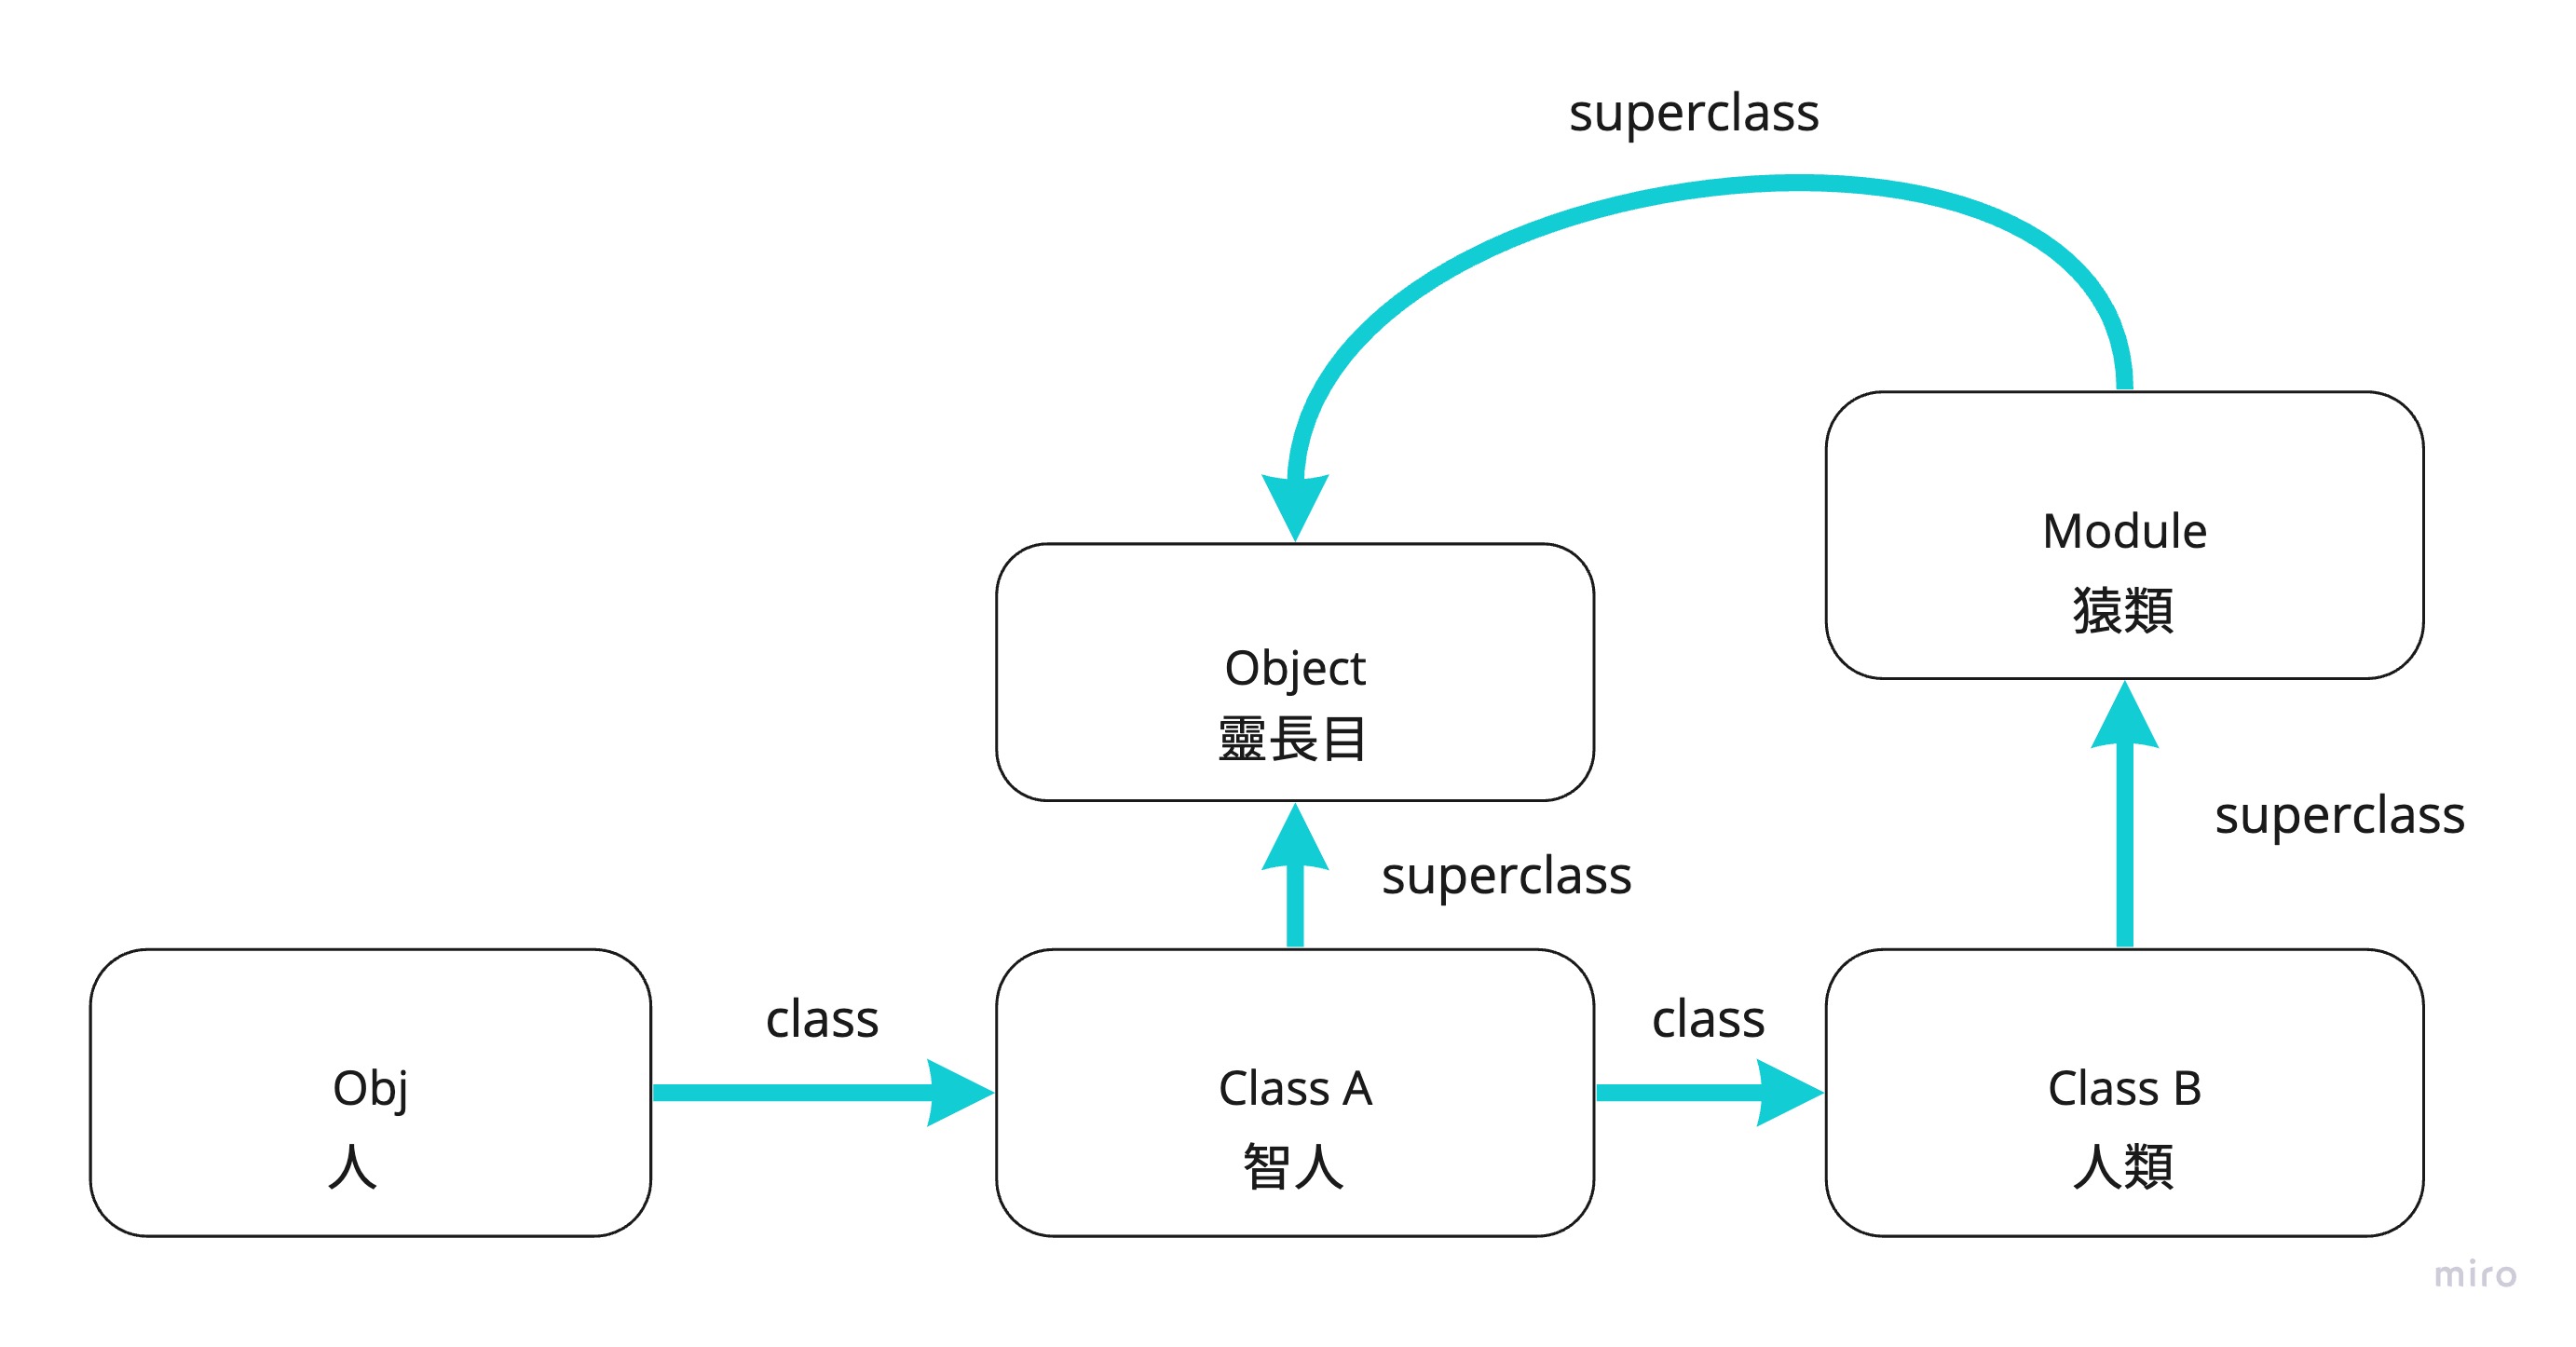 superclass
Module
猿類
Object
靈長目
superclass
superclass
class
class
Obj
人
Class A
智人
Class B
人類
miro